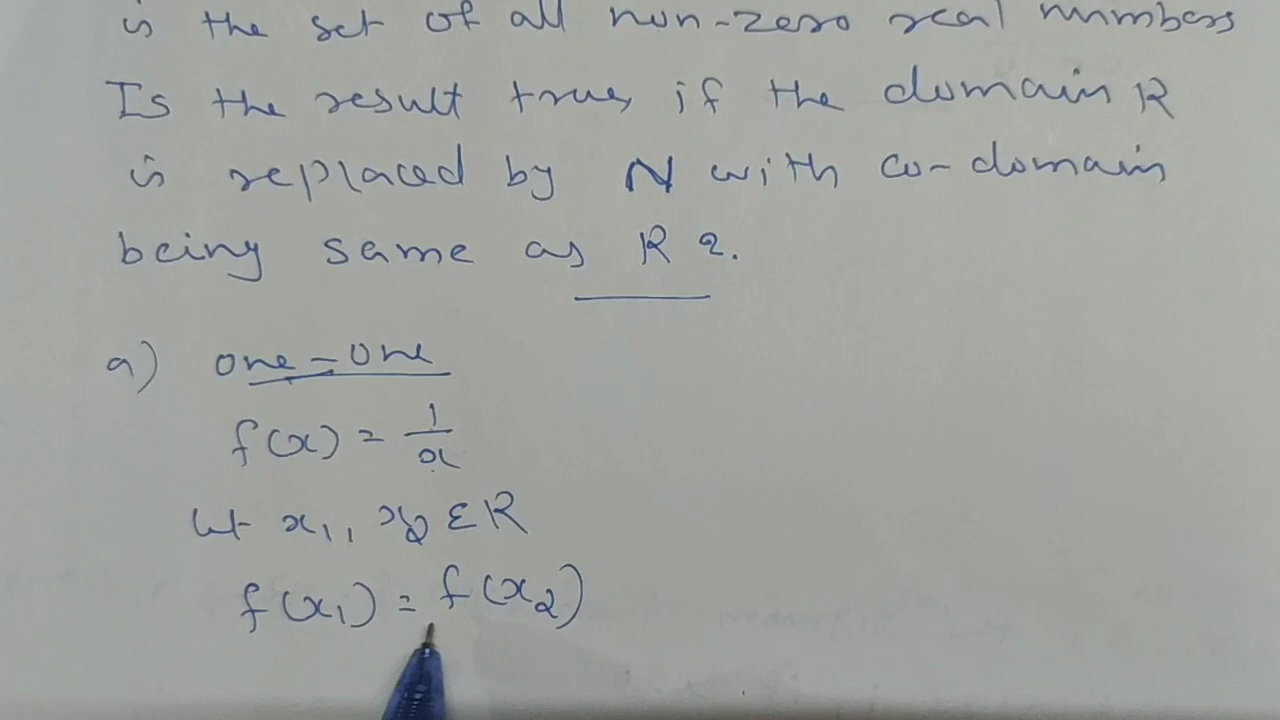 is the set of all non-zero real numbers
Is the result true, if the domain R
is replaced by N with co-domain
being same as R ?.
a) one-one
f(x) = 1/x
let x₁, x₂ ∈ R
f(x₁) = f(x₂)